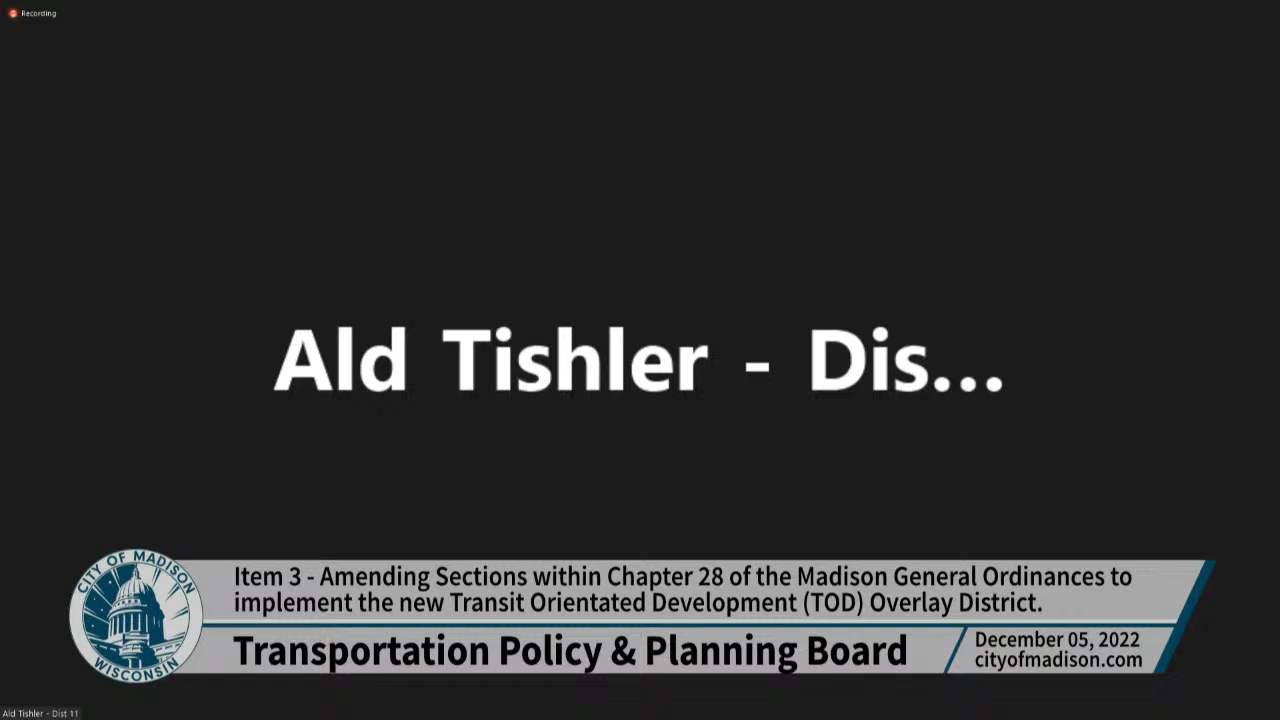 Recording
Ald Tishler - Dis...
CITY OF MADISON
WISCONSIN
Item 3 - Amending Sections within Chapter 28 of the Madison General Ordinances to
implement the new Transit Orientated Development (TOD) Overlay District.
Transportation Policy & Planning Board
December 05, 2022
cityofmadison.com
Ald Tishler - Dist 11